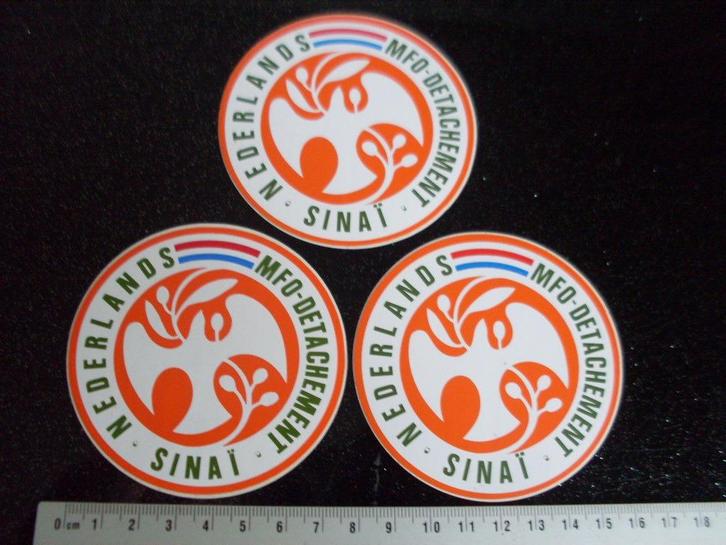 NEDERLANDS MFO-DETACHEMENT
· SINAÏ ·
NEDERLANDS MFO-DETACHEMENT
· SINAÏ ·
NEDERLANDS MFO-DETACHEMENT
· SINAÏ ·
0 cm 1 2 3 4 5 6 7 8 9 10 11 12 13 14 15 16 17 18